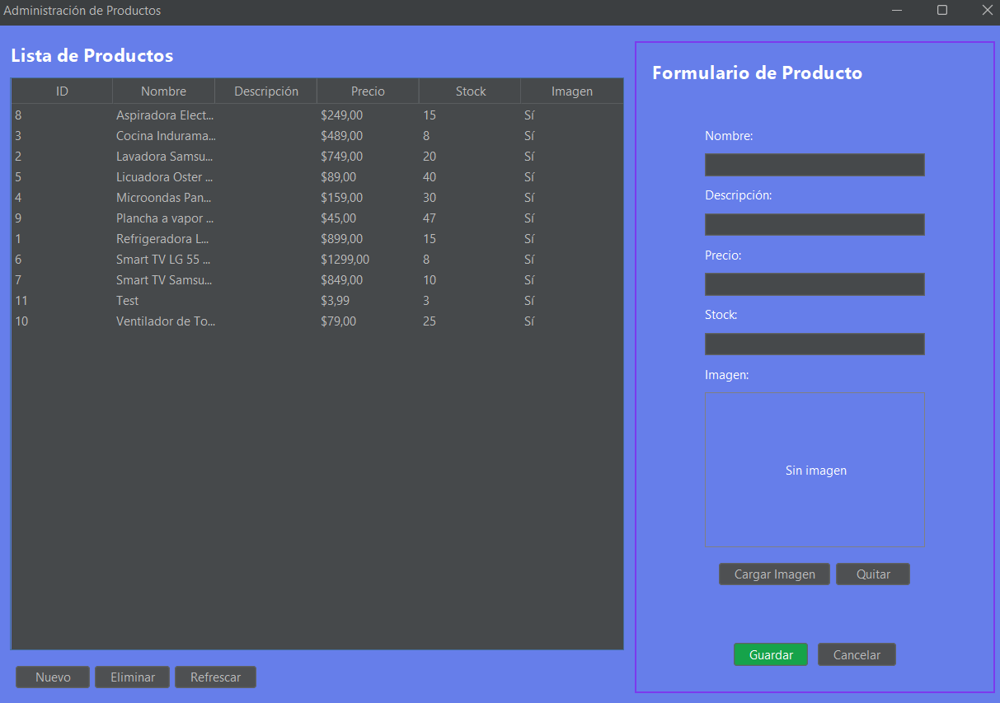 Administración de Productos
Lista de Productos
ID Nombre Descripción Precio Stock Imagen
8 Aspiradora Elect... $249,00 15 Sí
3 Cocina Indurama... $489,00 8 Sí
2 Lavadora Samsu... $749,00 20 Sí
5 Licuadora Oster ... $89,00 40 Sí
4 Microondas Pan... $159,00 30 Sí
9 Plancha a vapor ... $45,00 47 Sí
1 Refrigeradora L... $899,00 15 Sí
6 Smart TV LG 55 ... $1299,00 8 Sí
7 Smart TV Samsu... $849,00 10 Sí
11 Test $3,99 3 Sí
10 Ventilador de To... $79,00 25 Sí
Nuevo Eliminar Refrescar
Formulario de Producto
Nombre:
Descripción:
Precio:
Stock:
Imagen:
Sin imagen
Cargar Imagen Quitar
Guardar Cancelar